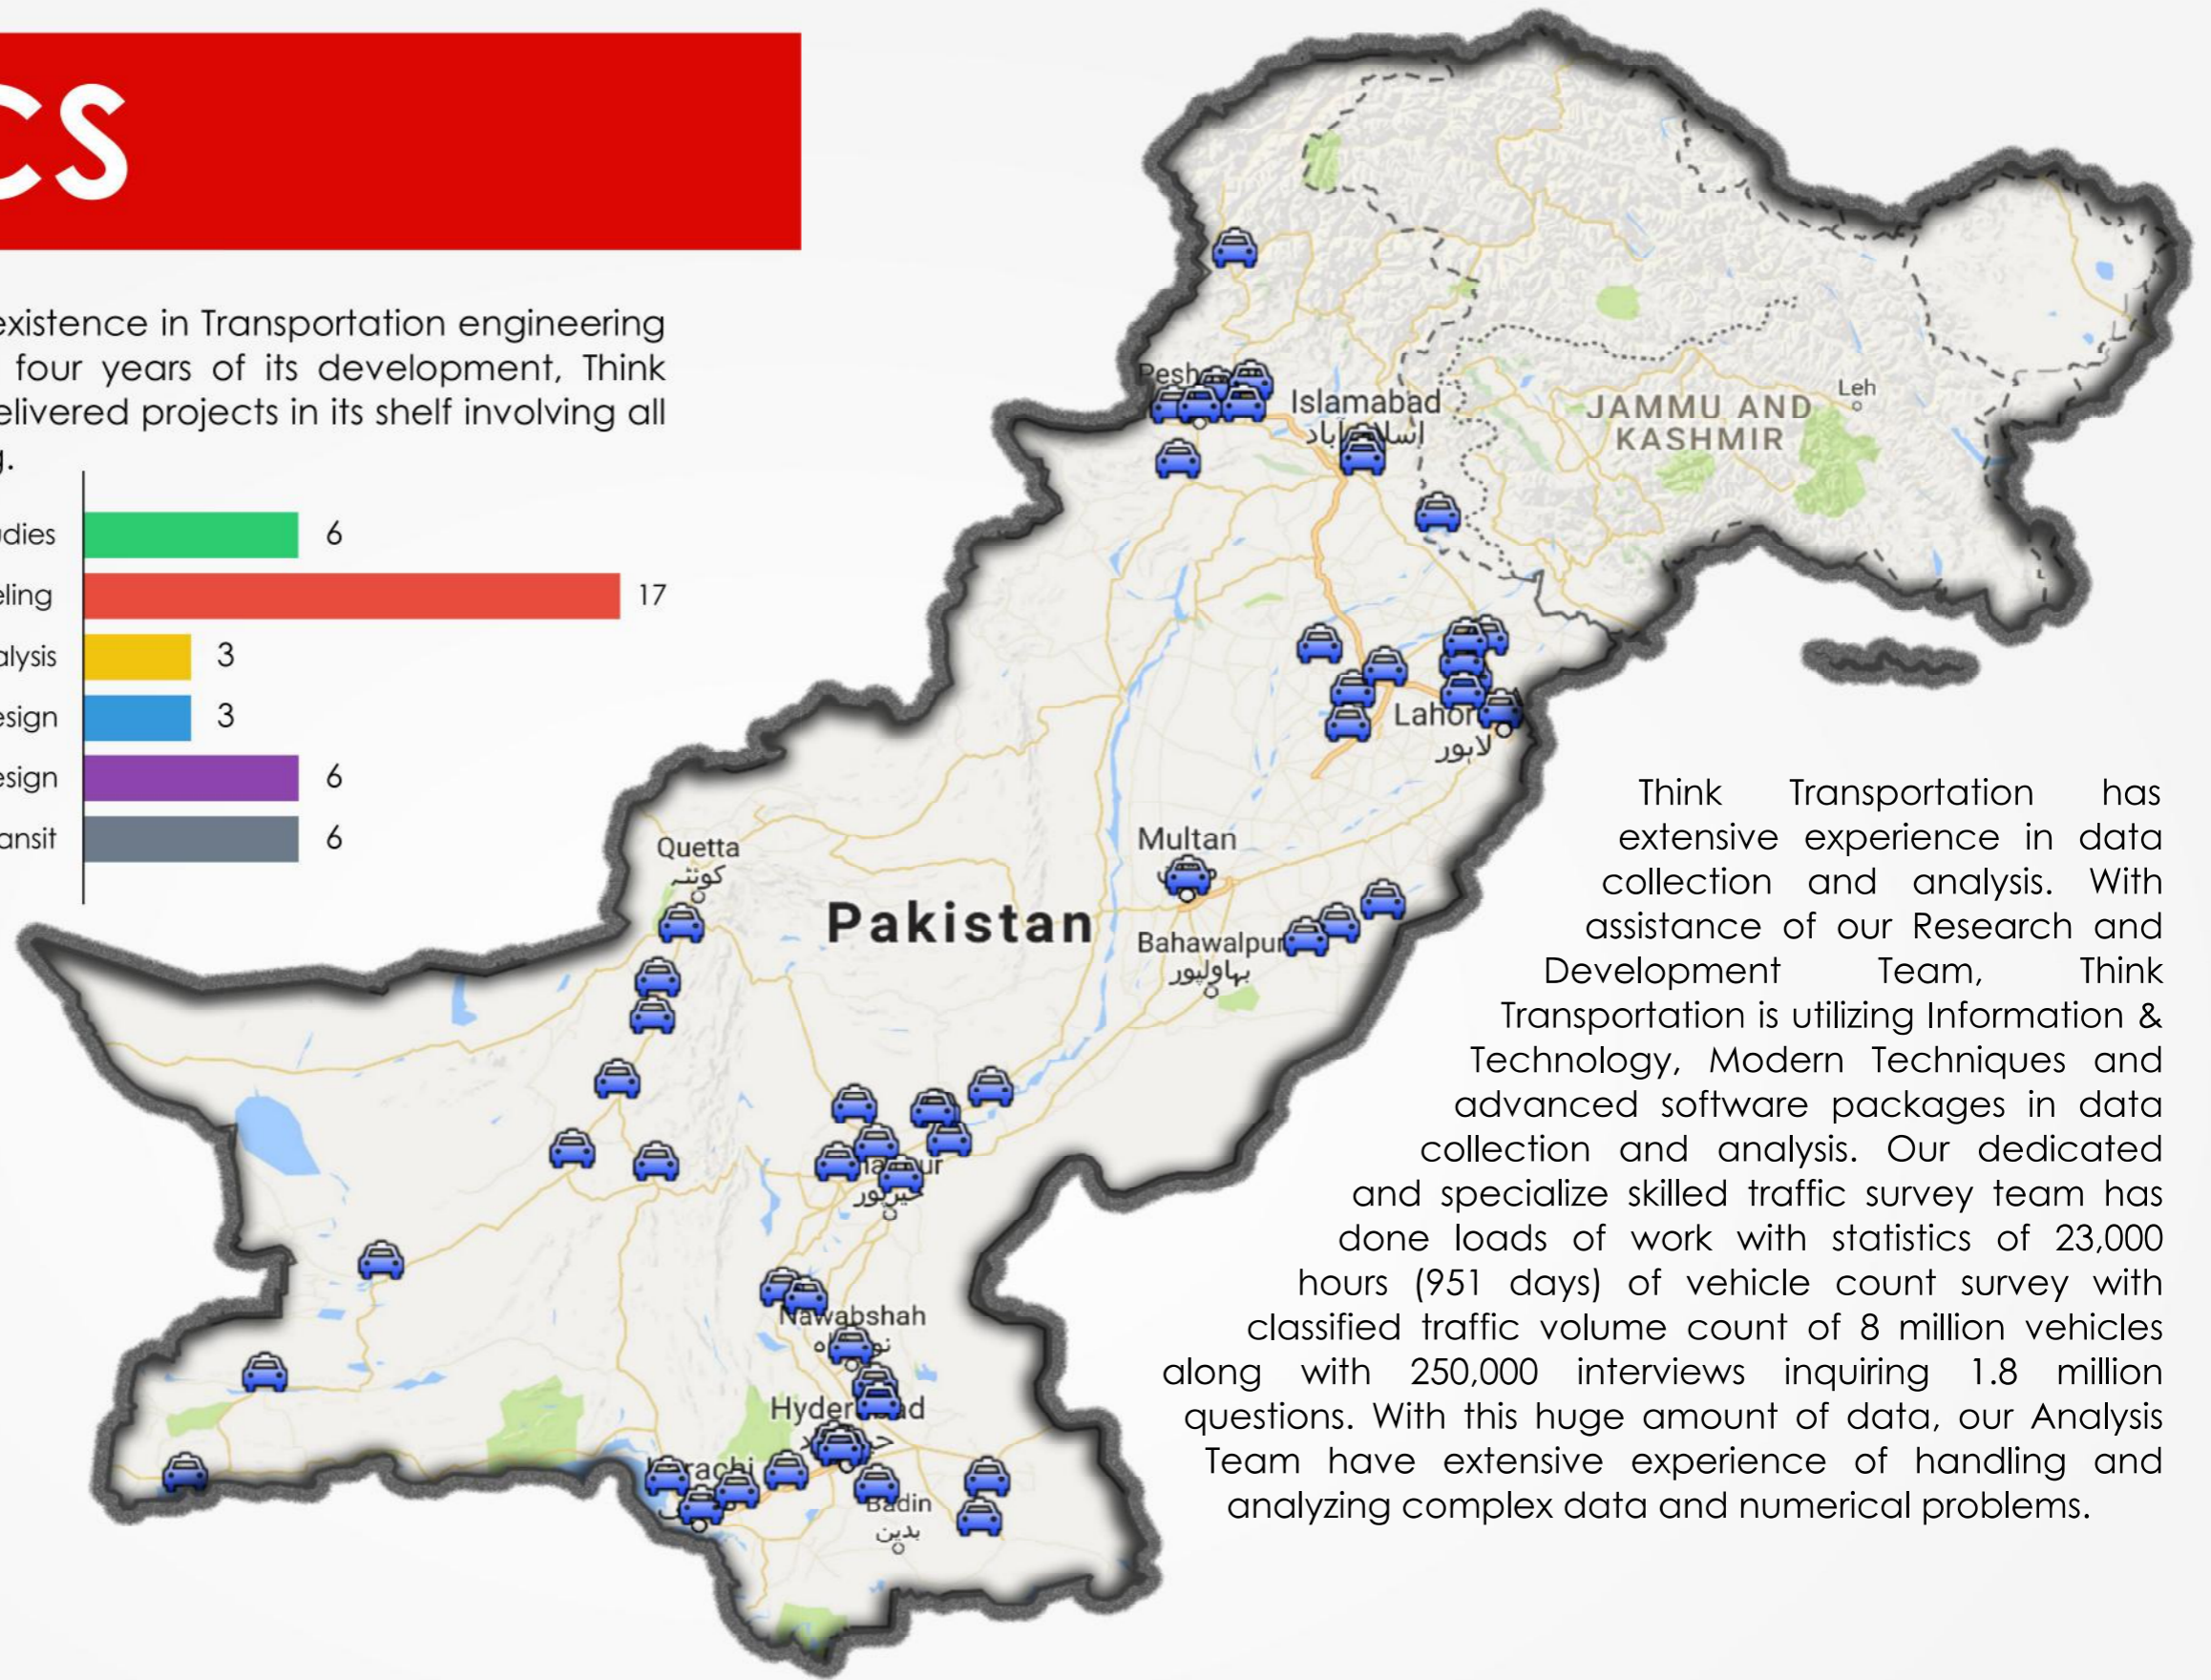 CS
existence in Transportation engineering
four years of its development, Think
elivered projects in its shelf involving all
g.
udies 6
eling 17
alysis 3
esign 3
esign 6
ansit 6
Islamabad
JAMMU AND
KASHMIR
Leh
لاہور
Quetta
کوئٹہ
Multan
Pakistan
Bahawalpur
بہاولپور
خیرپور
Nawabshah
Badin
بدین
Think Transportation has
extensive experience in data
collection and analysis. With
assistance of our Research and
Development Team, Think
Transportation is utilizing Information &
Technology, Modern Techniques and
advanced software packages in data
collection and analysis. Our dedicated
and specialize skilled traffic survey team has
done loads of work with statistics of 23,000
hours (951 days) of vehicle count survey with
classified traffic volume count of 8 million vehicles
along with 250,000 interviews inquiring 1.8 million
questions. With this huge amount of data, our Analysis
Team have extensive experience of handling and
analyzing complex data and numerical problems.